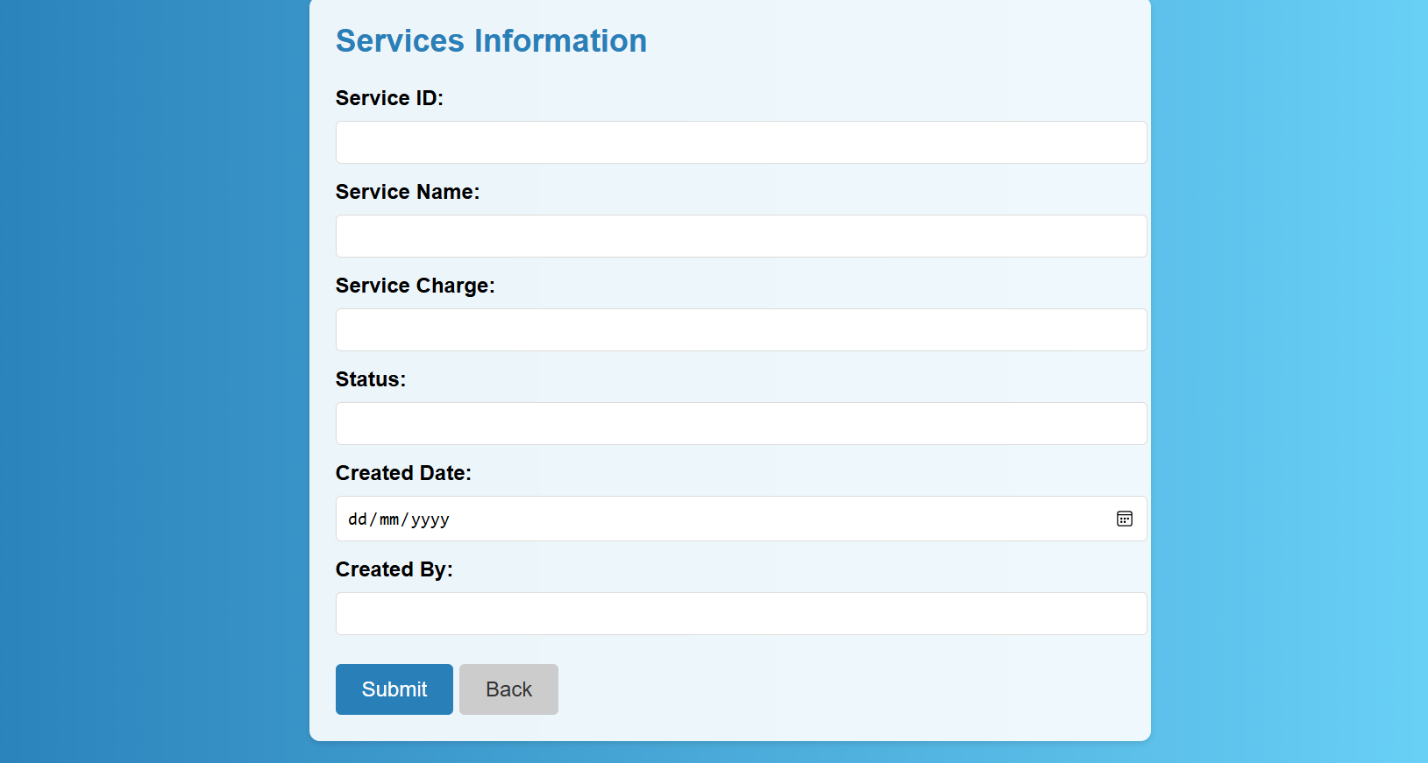 Services Information
Service ID:
Service Name:
Service Charge:
Status:
Created Date:
dd/mm/yyyy
Created By:
Submit Back